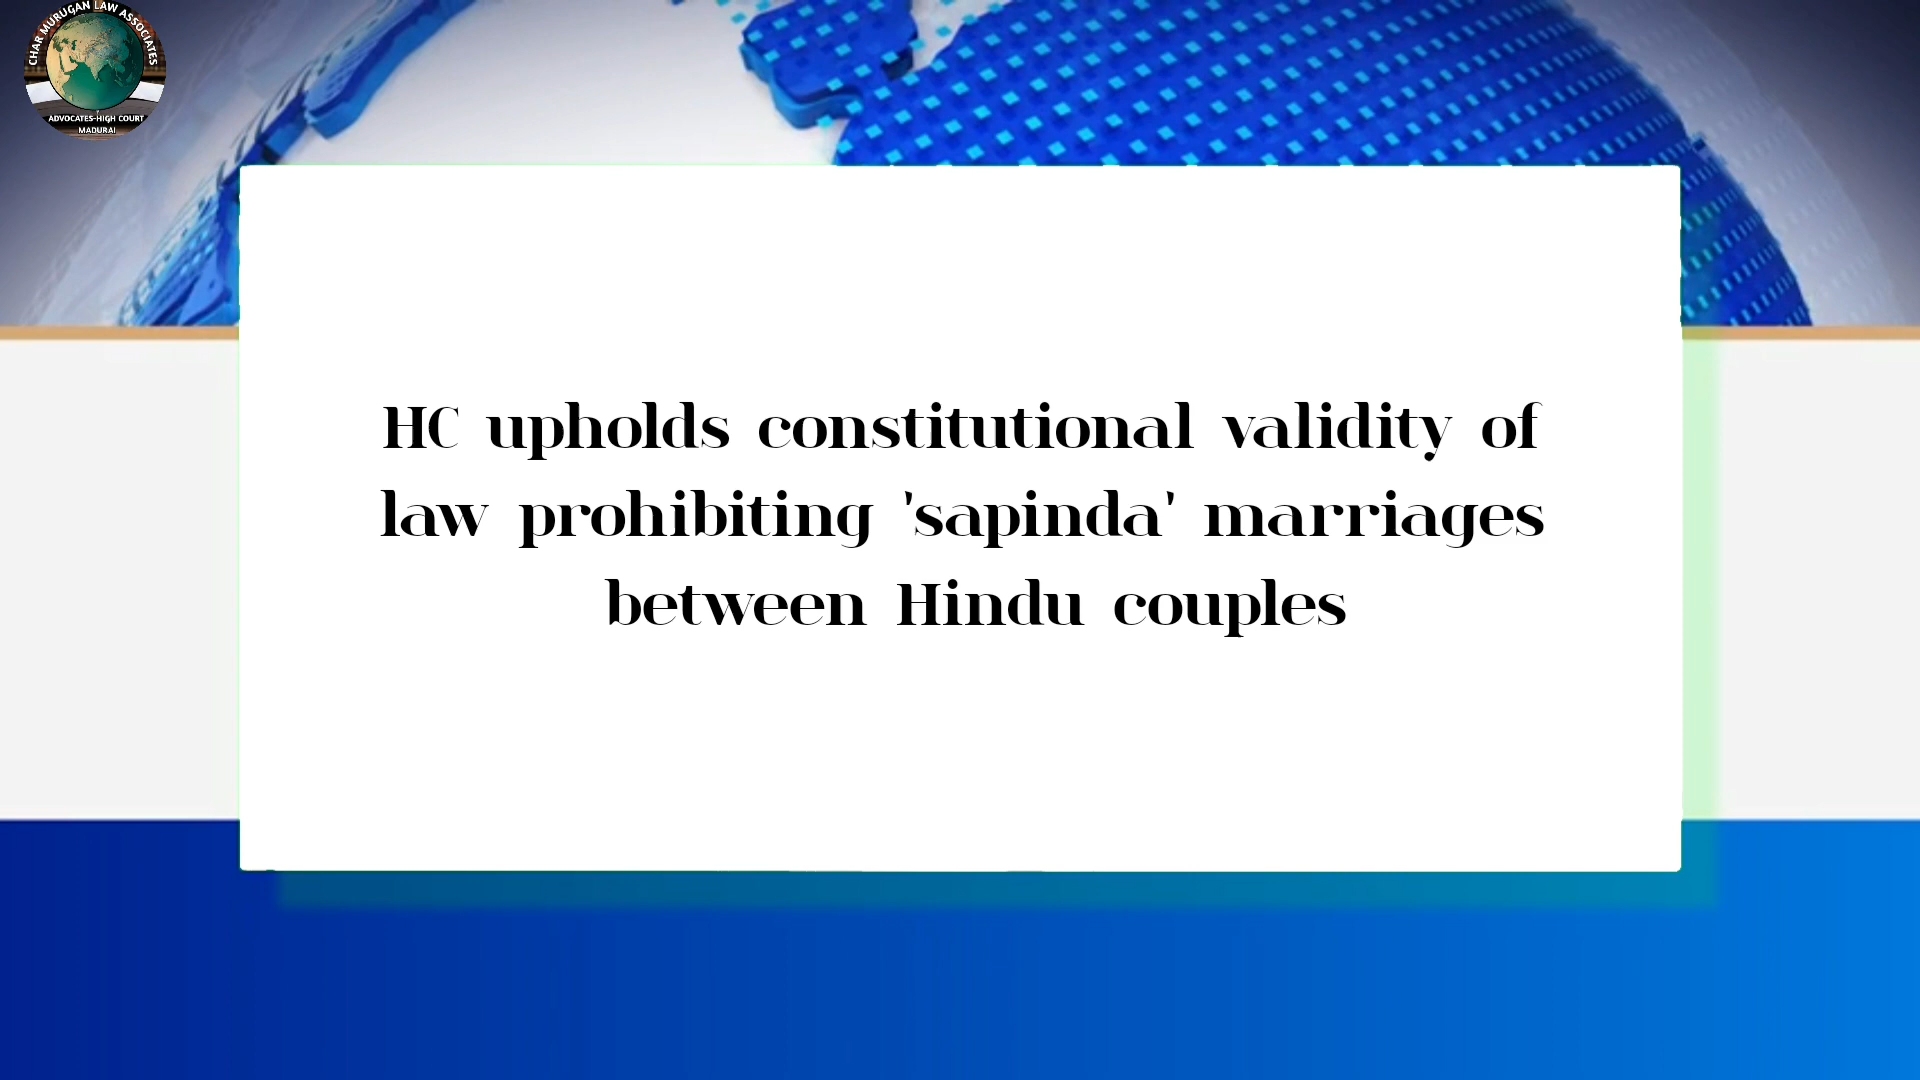 CHAR MURUGAN LAW ASSOCIATES
ADVOCATES-HIGH COURT
MADURAI
HC upholds constitutional validity of
law prohibiting 'sapinda' marriages
between Hindu couples